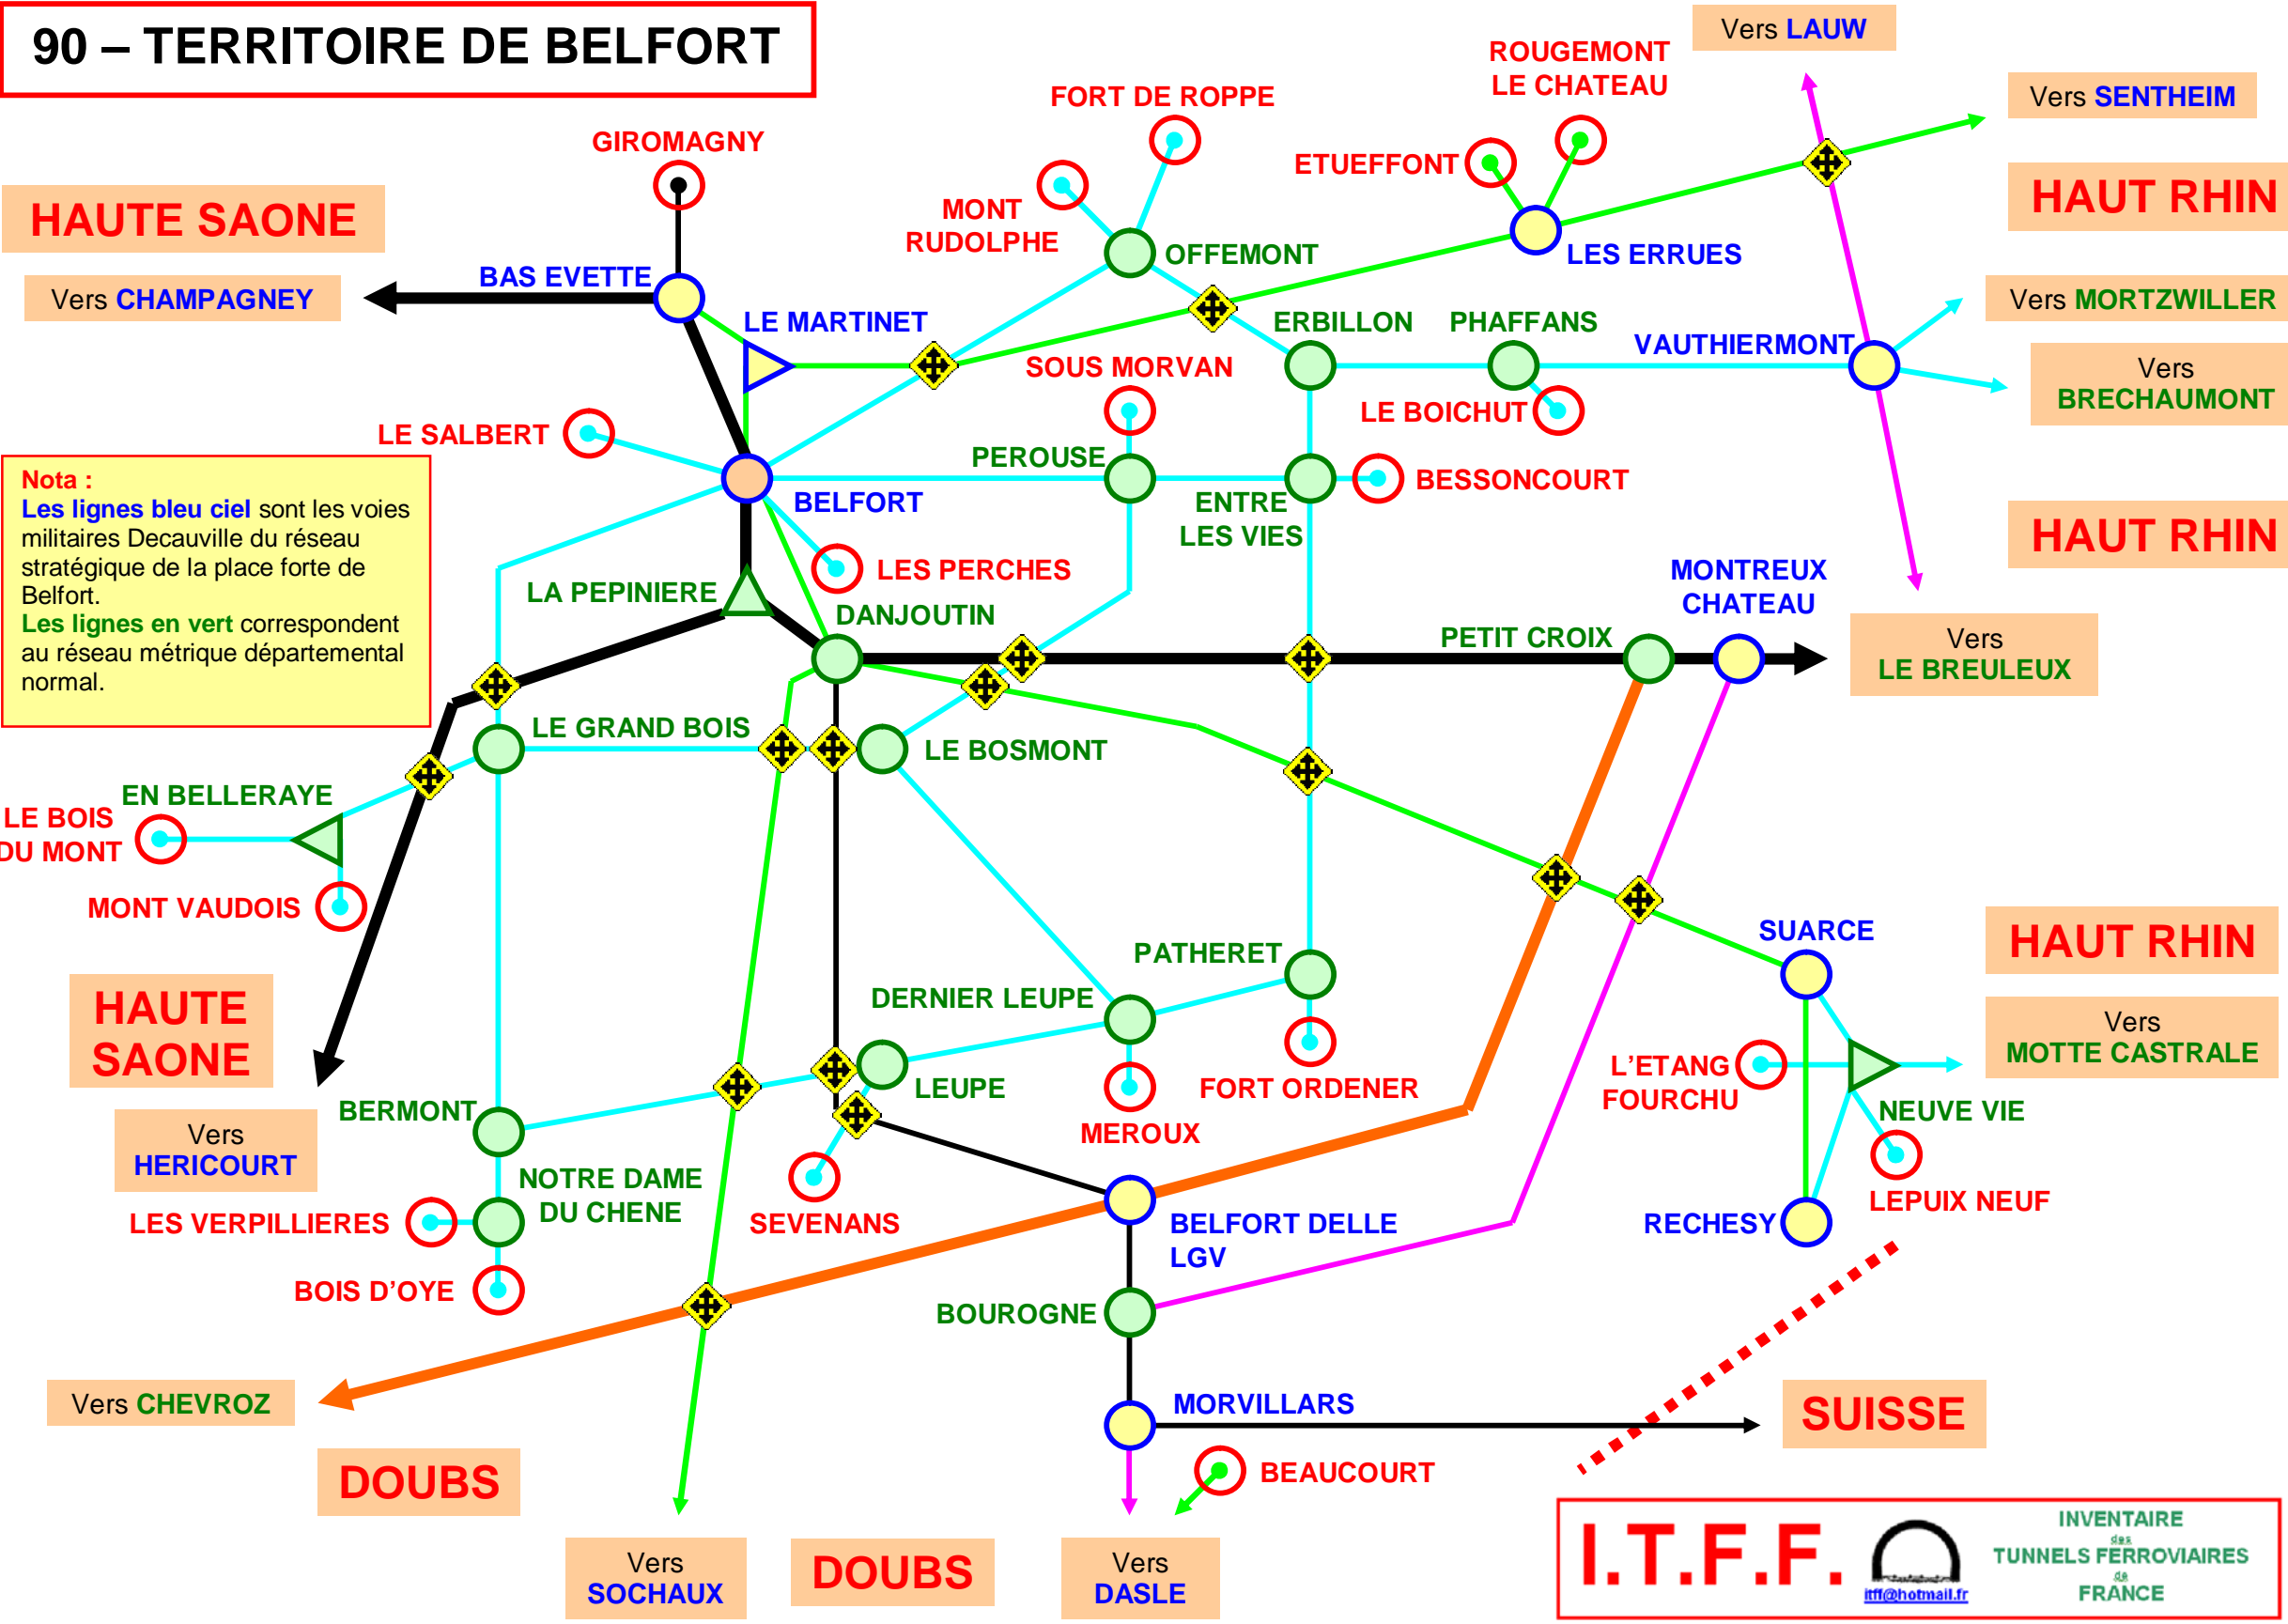 90 – TERRITOIRE DE BELFORT
Vers LAUW
ROUGEMONT
LE CHATEAU
Vers SENTHEIM
FORT DE ROPPE
GIROMAGNY
ETUEFFONT
HAUTE SAONE
MONT
RUDOLPHE
HAUT RHIN
OFFEMONT
LES ERRUES
BAS EVETTE
Vers CHAMPAGNEY
Vers MORTZWILLER
LE MARTINET
ERBILLON
PHAFFANS
VAUTHIERMONT
SOUS MORVAN
Vers
BRECHAUMONT
LE BOICHUT
LE SALBERT
PEROUSE
BESSONCOURT
Nota :
Les lignes bleu ciel sont les voies
militaires Decauville du réseau
stratégique de la place forte de
Belfort.
Les lignes en vert correspondent
au réseau métrique départemental
normal.
BELFORT
ENTRE
LES VIES
HAUT RHIN
LES PERCHES
MONTREUX
CHATEAU
LA PEPINIERE
DANJOUTIN
PETIT CROIX
Vers
LE BREULEUX
LE GRAND BOIS
LE BOSMONT
EN BELLERAYE
LE BOIS
DU MONT
MONT VAUDOIS
SUARCE
HAUT RHIN
PATHERET
HAUTE
SAONE
DERNIER LEUPE
Vers
MOTTE CASTRALE
L'ETANG
FOURCHU
LEUPE
FORT ORDENER
BERMONT
NEUVE VIE
MEROUX
Vers
HERICOURT
NOTRE DAME
DU CHENE
LES VERPILLIERES
SEVENANS
BELFORT DELLE
LGV
RECHESY
LEPUIX NEUF
BOIS D'OYE
BOUROGNE
Vers CHEVROZ
MORVILLARS
SUISSE
DOUBS
BEAUCOURT
Vers
SOCHAUX
DOUBS
Vers
DASLE
I.T.F.F.
itff@hotmail.fr
INVENTAIRE
des
TUNNELS FERROVIAIRES
de
FRANCE